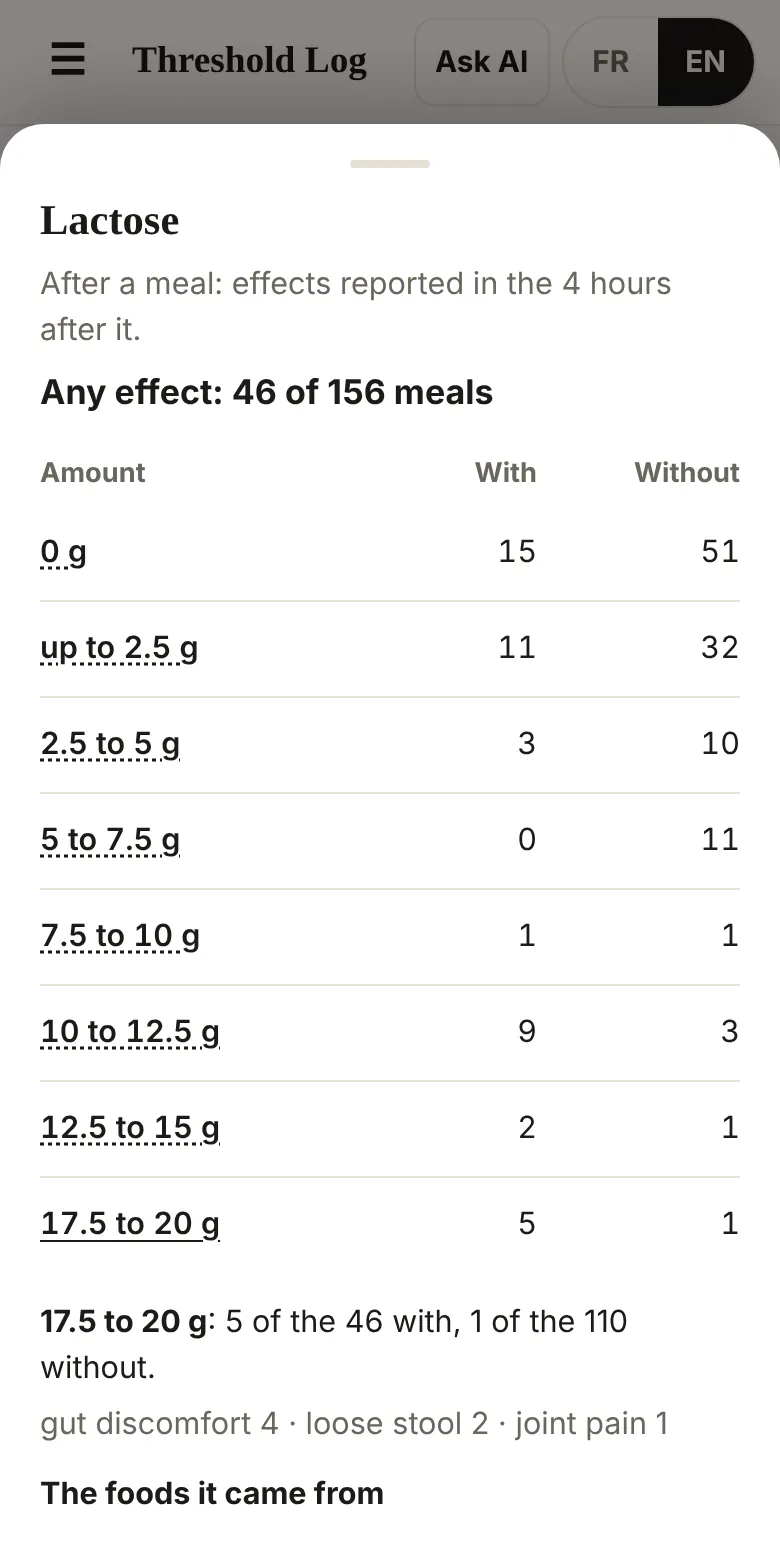 ☰ Threshold Log Ask AI FR EN
Lactose
After a meal: effects reported in the 4 hours
after it.
Any effect: 46 of 156 meals
Amount With Without
0 g 15 51
up to 2.5 g 11 32
2.5 to 5 g 3 10
5 to 7.5 g 0 11
7.5 to 10 g 1 1
10 to 12.5 g 9 3
12.5 to 15 g 2 1
17.5 to 20 g 5 1
17.5 to 20 g: 5 of the 46 with, 1 of the 110
without.
gut discomfort 4 · loose stool 2 · joint pain 1
The foods it came from